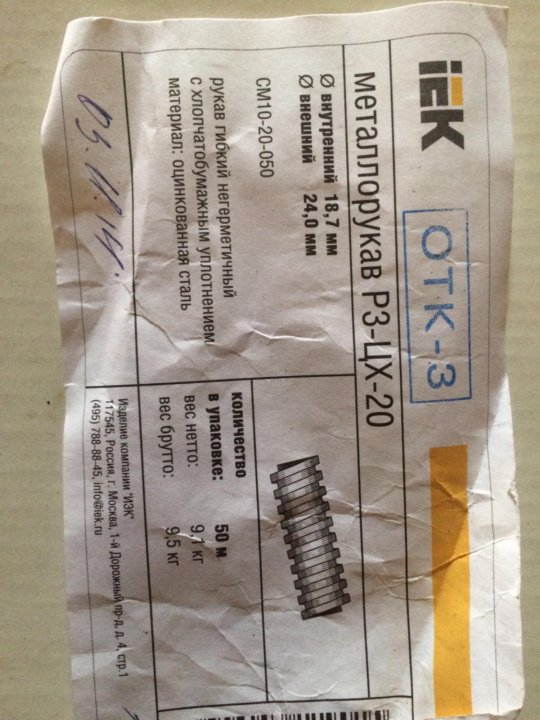 iEK
ОТК-3
металлорукав РЗ-ЦХ-20
Ø внутренний 18,7 мм
Ø внешний 24,0 мм
СМ10-20-050
рукав гибкий негерметичный
с хлопчатобумажным уплотнением
материал: оцинкованная сталь
03.11.14.
количество
в упаковке: 50 м
вес нетто: 9,1 кг
вес брутто: 9,5 кг
Изделие компании "ИЭК"
117545, Россия, г. Москва, 1-й Дорожный пр-д, д. 4, стр.1
(495) 788-88-45, info@iek.ru